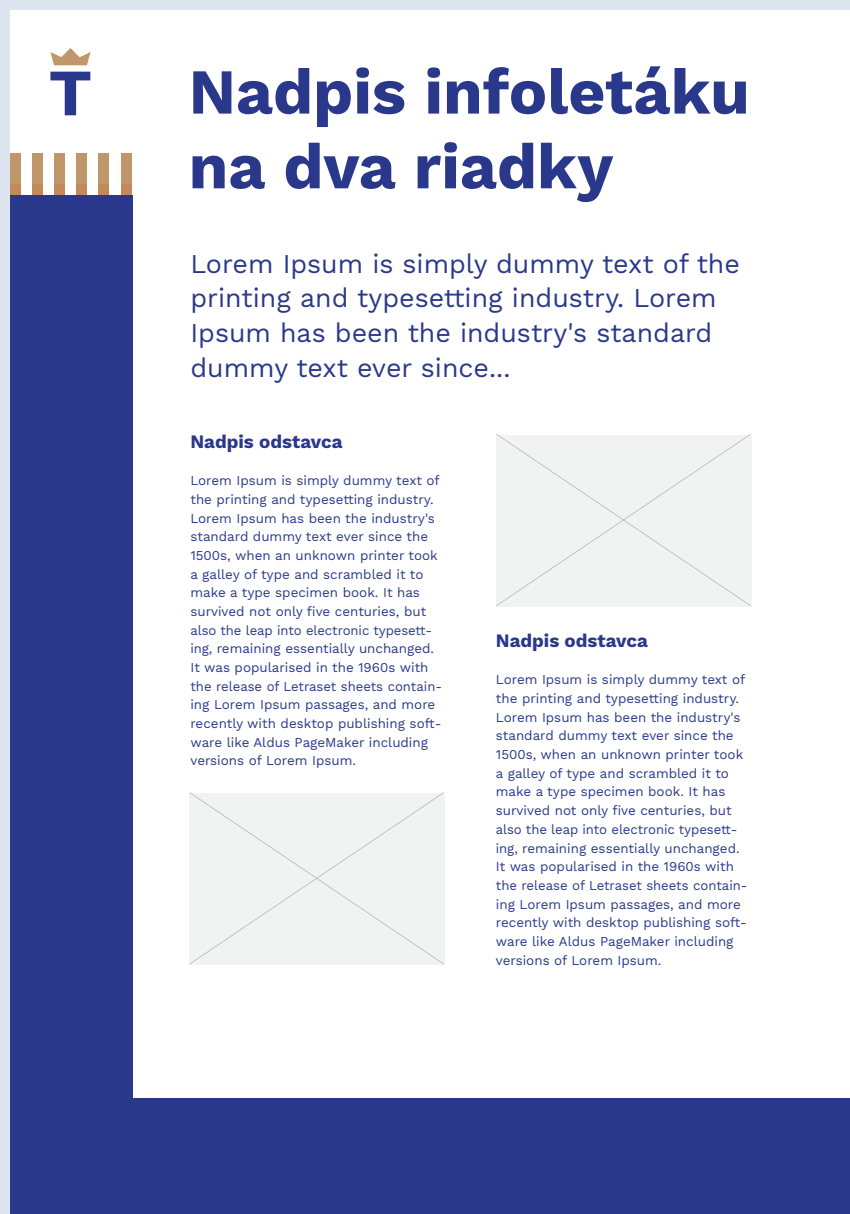 T
Nadpis infoletáku
na dva riadky
Lorem Ipsum is simply dummy text of the
printing and typesetting industry. Lorem
Ipsum has been the industry's standard
dummy text ever since...
Nadpis odstavca
Lorem Ipsum is simply dummy text of
the printing and typesetting industry.
Lorem Ipsum has been the industry's
standard dummy text ever since the
1500s, when an unknown printer took
a galley of type and scrambled it to
make a type specimen book. It has
survived not only five centuries, but
also the leap into electronic typesett-
ing, remaining essentially unchanged.
It was popularised in the 1960s with
the release of Letraset sheets contain-
ing Lorem Ipsum passages, and more
recently with desktop publishing soft-
ware like Aldus PageMaker including
versions of Lorem Ipsum.
Nadpis odstavca
Lorem Ipsum is simply dummy text of
the printing and typesetting industry.
Lorem Ipsum has been the industry's
standard dummy text ever since the
1500s, when an unknown printer took
a galley of type and scrambled it to
make a type specimen book. It has
survived not only five centuries, but
also the leap into electronic typesett-
ing, remaining essentially unchanged.
It was popularised in the 1960s with
the release of Letraset sheets contain-
ing Lorem Ipsum passages, and more
recently with desktop publishing soft-
ware like Aldus PageMaker including
versions of Lorem Ipsum.